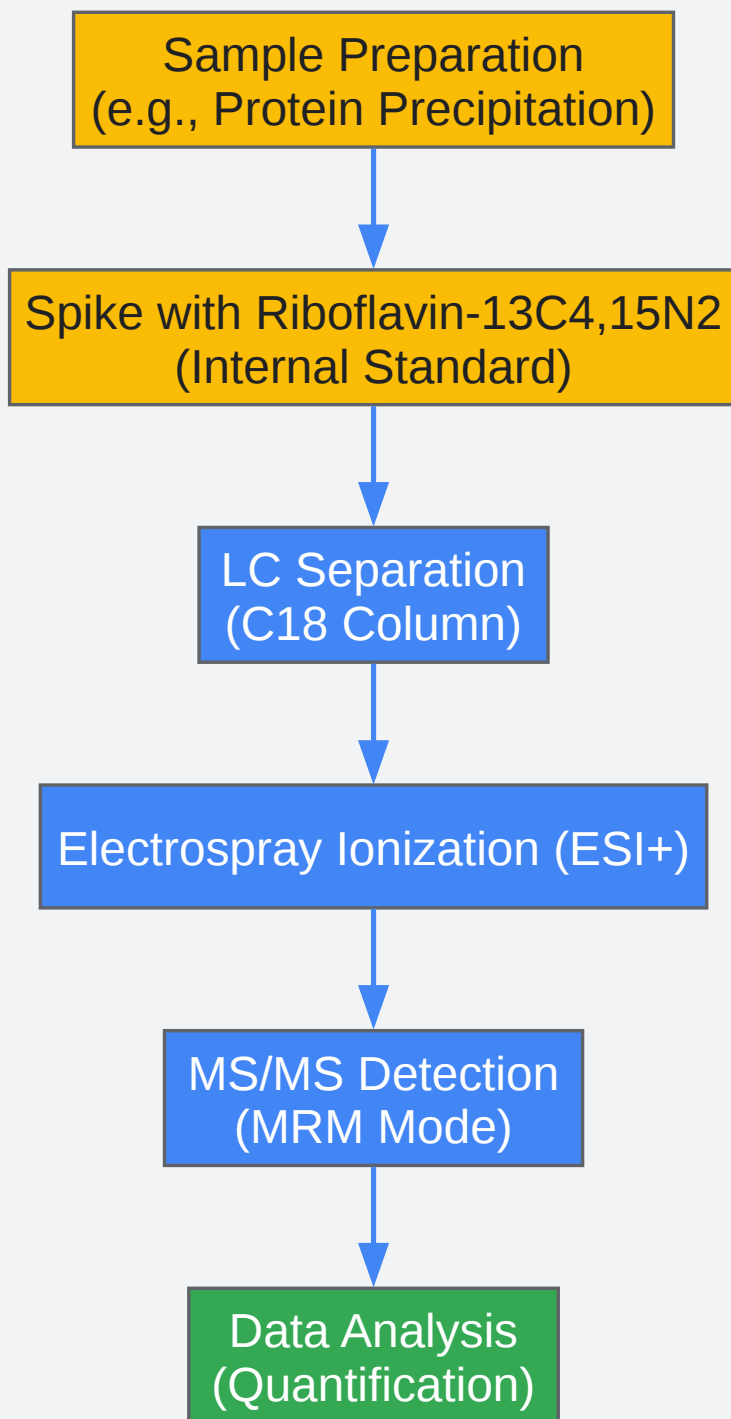 Sample Preparation
(e.g., Protein Precipitation)
Spike with Riboflavin-13C4,15N2
(Internal Standard)
LC Separation
(C18 Column)
Electrospray Ionization (ESI+)
MS/MS Detection
(MRM Mode)
Data Analysis
(Quantification)